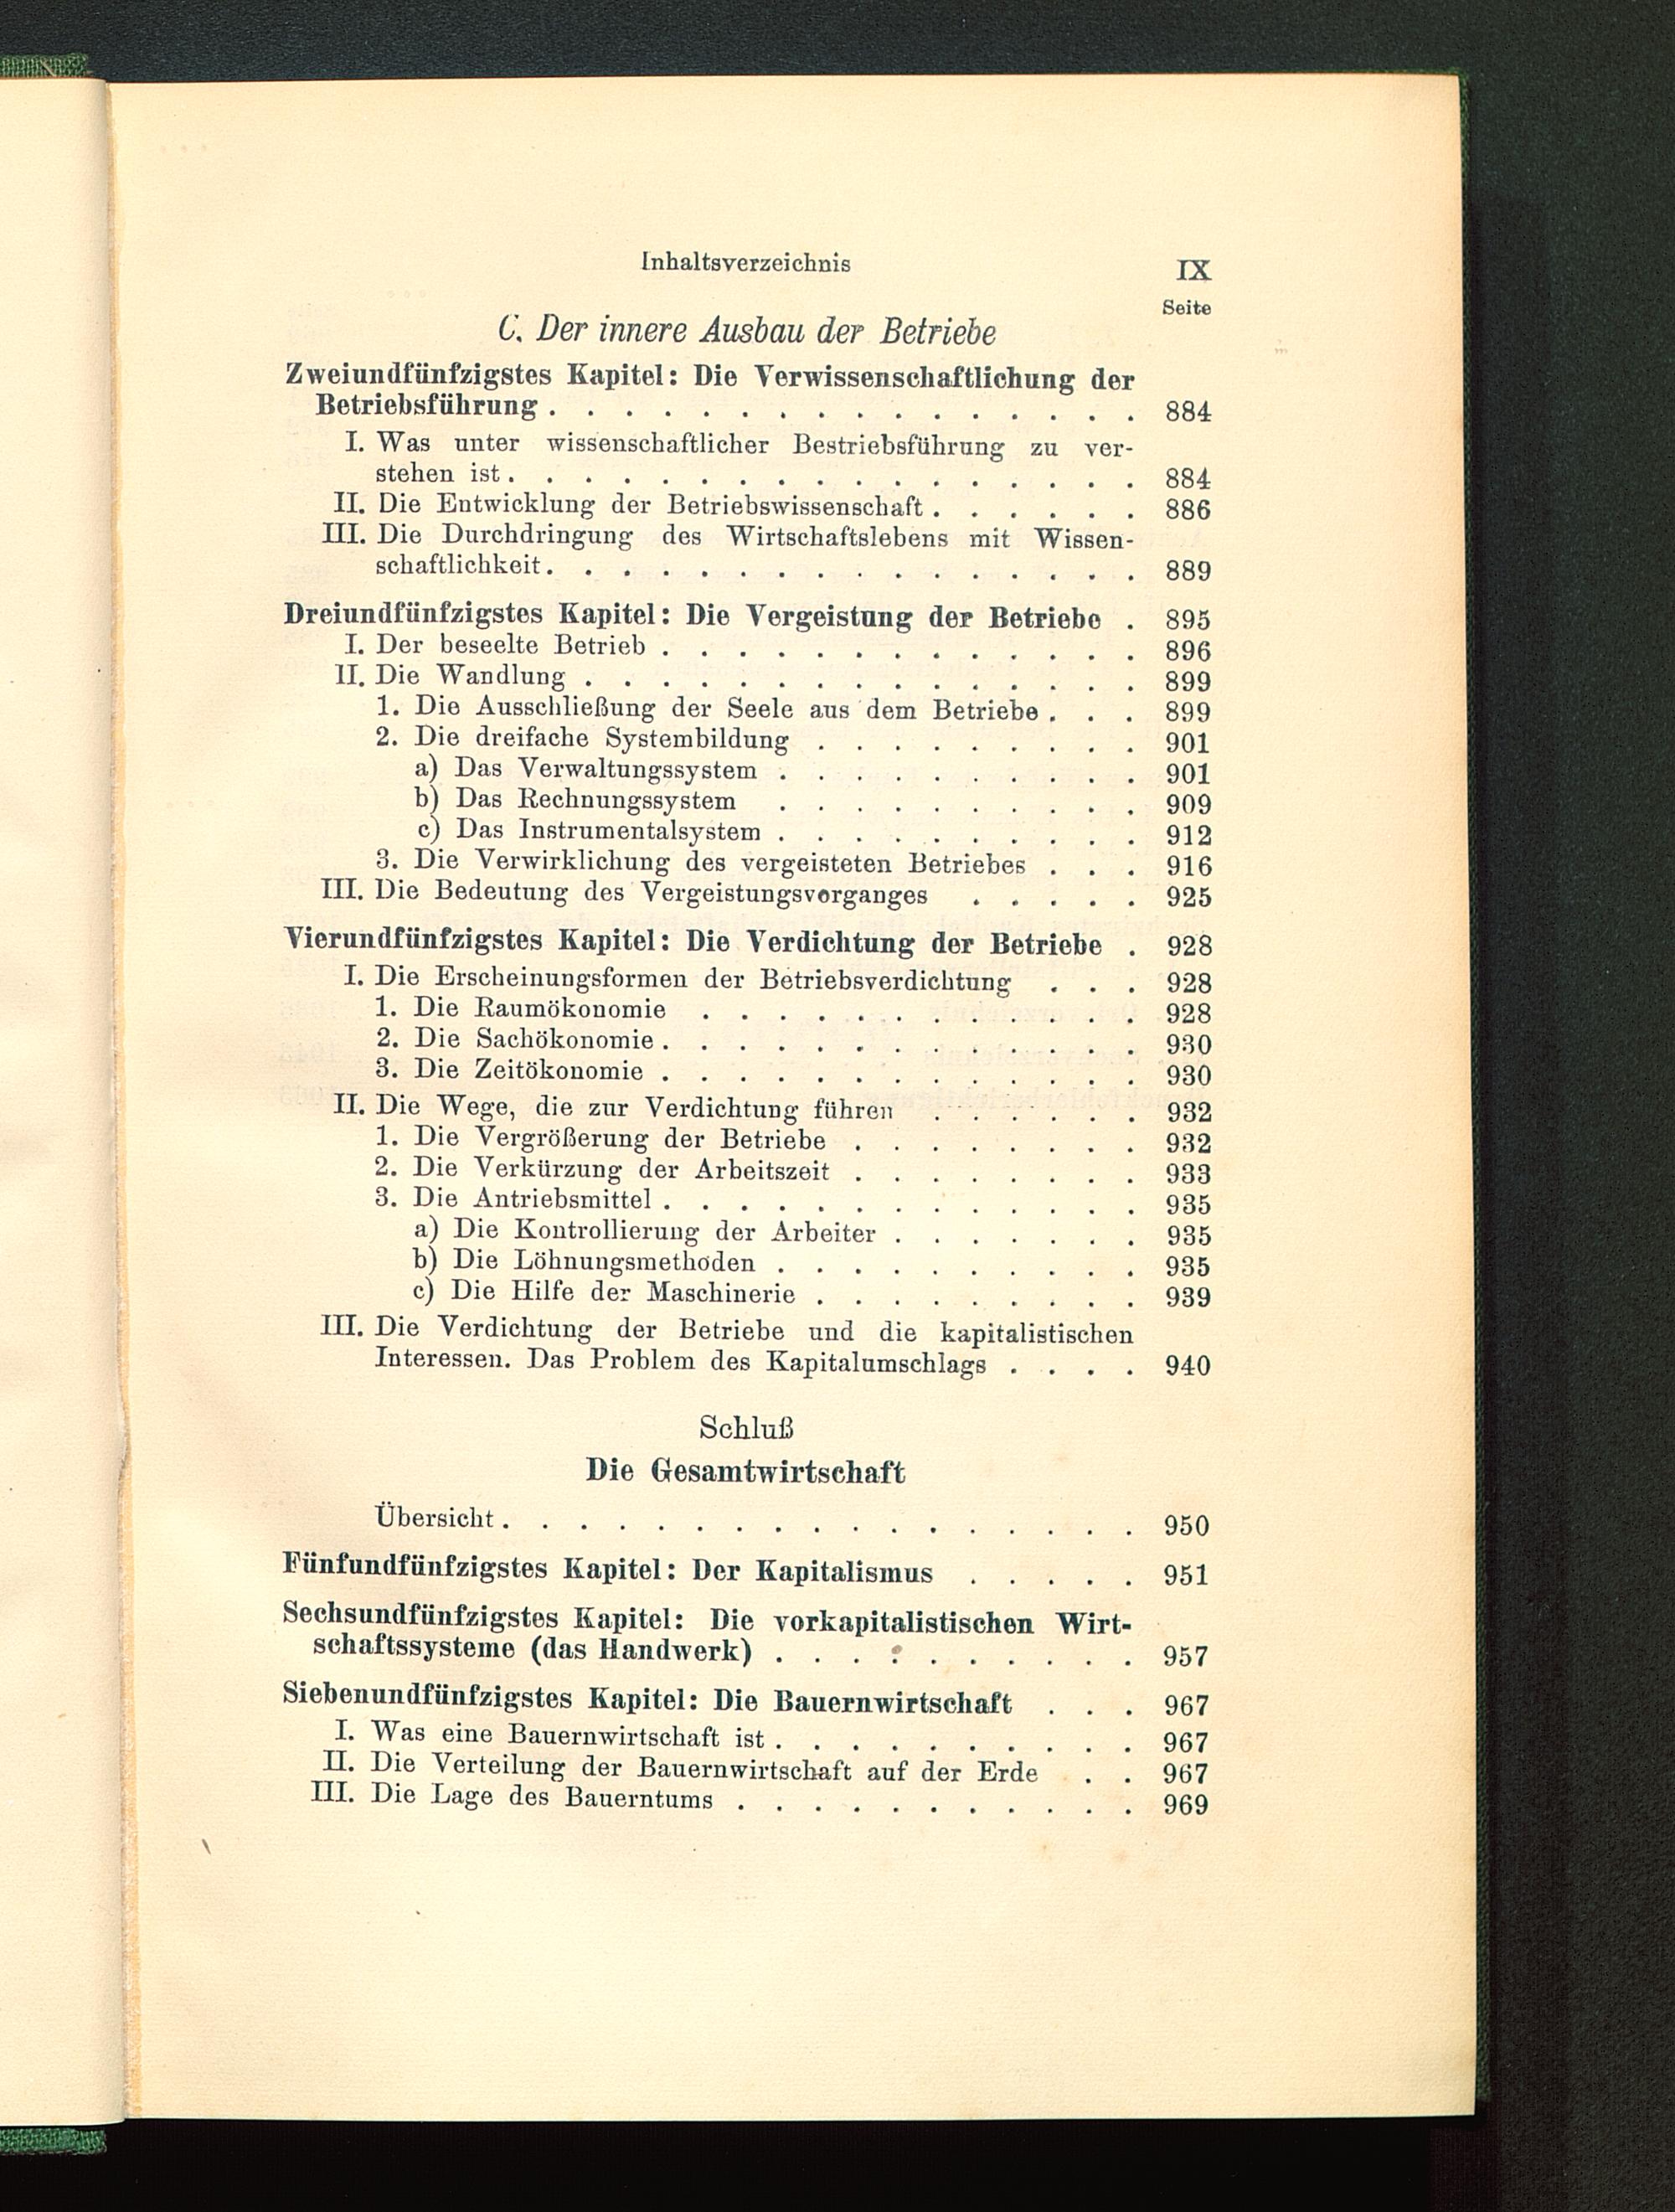 Inhaltsverzeichnis IX
Seite
C. Der innere Ausbau der Betriebe
Zweiundfünfzigstes Kapitel: Die Verwissenschaftlichung der
Betriebsführung . . . . . . . . . . . . . . . . 884
I. Was unter wissenschaftlicher Bestriebsführung zu ver-
stehen ist . . . . . . . . . . . . . . . . . 884
II. Die Entwicklung der Betriebswissenschaft . . . . . . 886
III. Die Durchdringung des Wirtschaftslebens mit Wissen-
schaftlichkeit . . . . . . . . . . . . . . . . 889
Dreiundfünfzigstes Kapitel: Die Vergeistung der Betriebe . 895
I. Der beseelte Betrieb . . . . . . . . . . . . . 896
II. Die Wandlung . . . . . . . . . . . . . . . 899
1. Die Ausschließung der Seele aus dem Betriebe . . . 899
2. Die dreifache Systembildung . . . . . . . . . 901
a) Das Verwaltungssystem . . . . . . . . . . 901
b) Das Rechnungssystem . . . . . . . . . . 909
c) Das Instrumentalsystem . . . . . . . . . . 912
3. Die Verwirklichung des vergeisteten Betriebes . . . 916
III. Die Bedeutung des Vergeistungsvorganges . . . . . 925
Vierundfünfzigstes Kapitel: Die Verdichtung der Betriebe . 928
I. Die Erscheinungsformen der Betriebsverdichtung . . . 928
1. Die Raumökonomie . . . . . . . . . . . . 928
2. Die Sachökonomie . . . . . . . . . . . . . 930
3. Die Zeitökonomie . . . . . . . . . . . . . 930
II. Die Wege, die zur Verdichtung führen . . . . . . 932
1. Die Vergrößerung der Betriebe . . . . . . . . 932
2. Die Verkürzung der Arbeitszeit . . . . . . . . 933
3. Die Antriebsmittel . . . . . . . . . . . . . 935
a) Die Kontrollierung der Arbeiter . . . . . . . 935
b) Die Löhnungsmethoden . . . . . . . . . . 935
c) Die Hilfe der Maschinerie . . . . . . . . . 939
III. Die Verdichtung der Betriebe und die kapitalistischen
Interessen. Das Problem des Kapitalumschlags . . . . 940
Schluß
Die Gesamtwirtschaft
Übersicht . . . . . . . . . . . . . . . . . 950
Fünfundfünfzigstes Kapitel: Der Kapitalismus . . . . . 951
Sechsundfünfzigstes Kapitel: Die vorkapitalistischen Wirt-
schaftssysteme (das Handwerk) . . . . . . . . . . 957
Siebenundfünfzigstes Kapitel: Die Bauernwirtschaft . . . 967
I. Was eine Bauernwirtschaft ist . . . . . . . . . . 967
II. Die Verteilung der Bauernwirtschaft auf der Erde . . 967
III. Die Lage des Bauerntums . . . . . . . . . . . 969